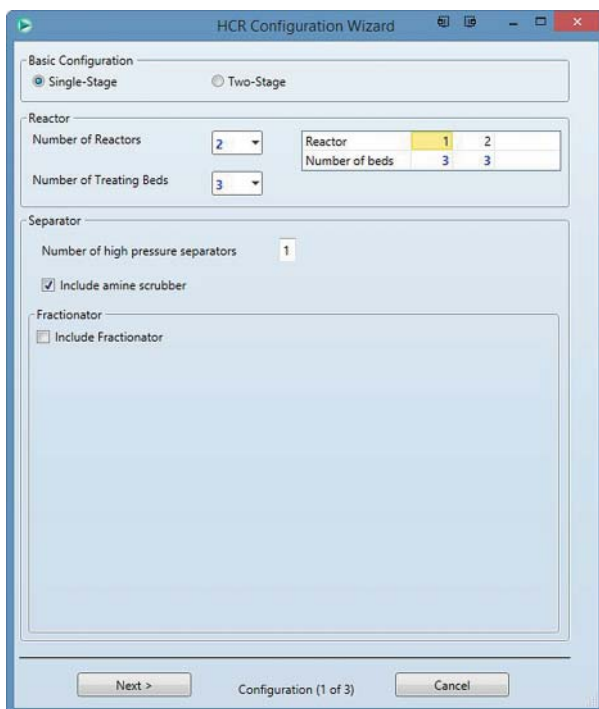 HCR Configuration Wizard
Basic Configuration
Single-Stage Two-Stage
Reactor
Number of Reactors 2 Reactor 1 2
Number of beds 3 3
Number of Treating Beds 3
Separator
Number of high pressure separators 1
Include amine scrubber
Fractionator
Include Fractionator
Next > Configuration (1 of 3) Cancel